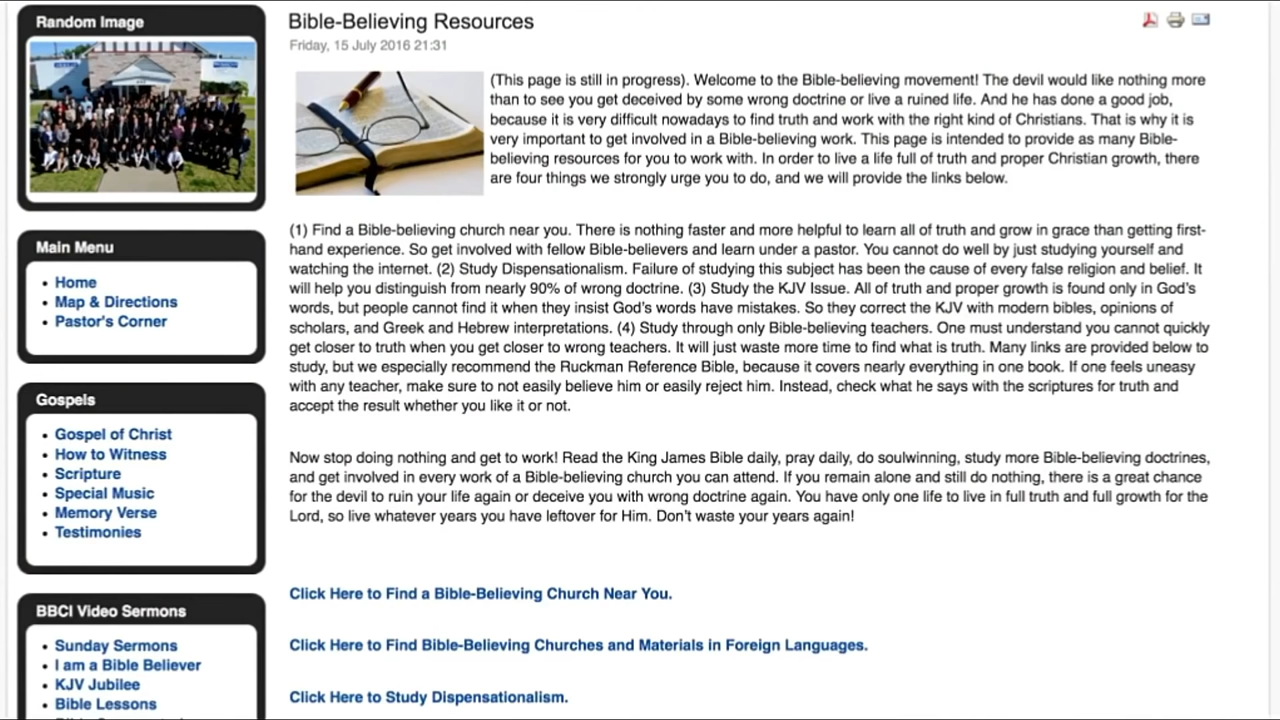 Random Image
Main Menu
Home
Map & Directions
Pastor's Corner
Gospels
Gospel of Christ
How to Witness
Scripture
Special Music
Memory Verse
Testimonies
BBCI Video Sermons
Sunday Sermons
I am a Bible Believer
KJV Jubilee
Bible Lessons
Bible-Believing Resources
Friday, 15 July 2016 21:31
(This page is still in progress). Welcome to the Bible-believing movement! The devil would like nothing more
than to see you get deceived by some wrong doctrine or live a ruined life. And he has done a good job,
because it is very difficult nowadays to find truth and work with the right kind of Christians. That is why it is
very important to get involved in a Bible-believing work. This page is intended to provide as many Bible-
believing resources for you to work with. In order to live a life full of truth and proper Christian growth, there
are four things we strongly urge you to do, and we will provide the links below.
(1) Find a Bible-believing church near you. There is nothing faster and more helpful to learn all of truth and grow in grace than getting first-
hand experience. So get involved with fellow Bible-believers and learn under a pastor. You cannot do well by just studying yourself and
watching the internet. (2) Study Dispensationalism. Failure of studying this subject has been the cause of every false religion and belief. It
will help you distinguish from nearly 90% of wrong doctrine. (3) Study the KJV Issue. All of truth and proper growth is found only in God's
words, but people cannot find it when they insist God's words have mistakes. So they correct the KJV with modern bibles, opinions of
scholars, and Greek and Hebrew interpretations. (4) Study through only Bible-believing teachers. One must understand you cannot quickly
get closer to truth when you get closer to wrong teachers. It will just waste more time to find what is truth. Many links are provided below to
study, but we especially recommend the Ruckman Reference Bible, because it covers nearly everything in one book. If one feels uneasy
with any teacher, make sure to not easily believe him or easily reject him. Instead, check what he says with the scriptures for truth and
accept the result whether you like it or not.
Now stop doing nothing and get to work! Read the King James Bible daily, pray daily, do soulwinning, study more Bible-believing doctrines,
and get involved in every work of a Bible-believing church you can attend. If you remain alone and still do nothing, there is a great chance
for the devil to ruin your life again or deceive you with wrong doctrine again. You have only one life to live in full truth and full growth for the
Lord, so live whatever years you have leftover for Him. Don't waste your years again!
Click Here to Find a Bible-Believing Church Near You.
Click Here to Find Bible-Believing Churches and Materials in Foreign Languages.
Click Here to Study Dispensationalism.